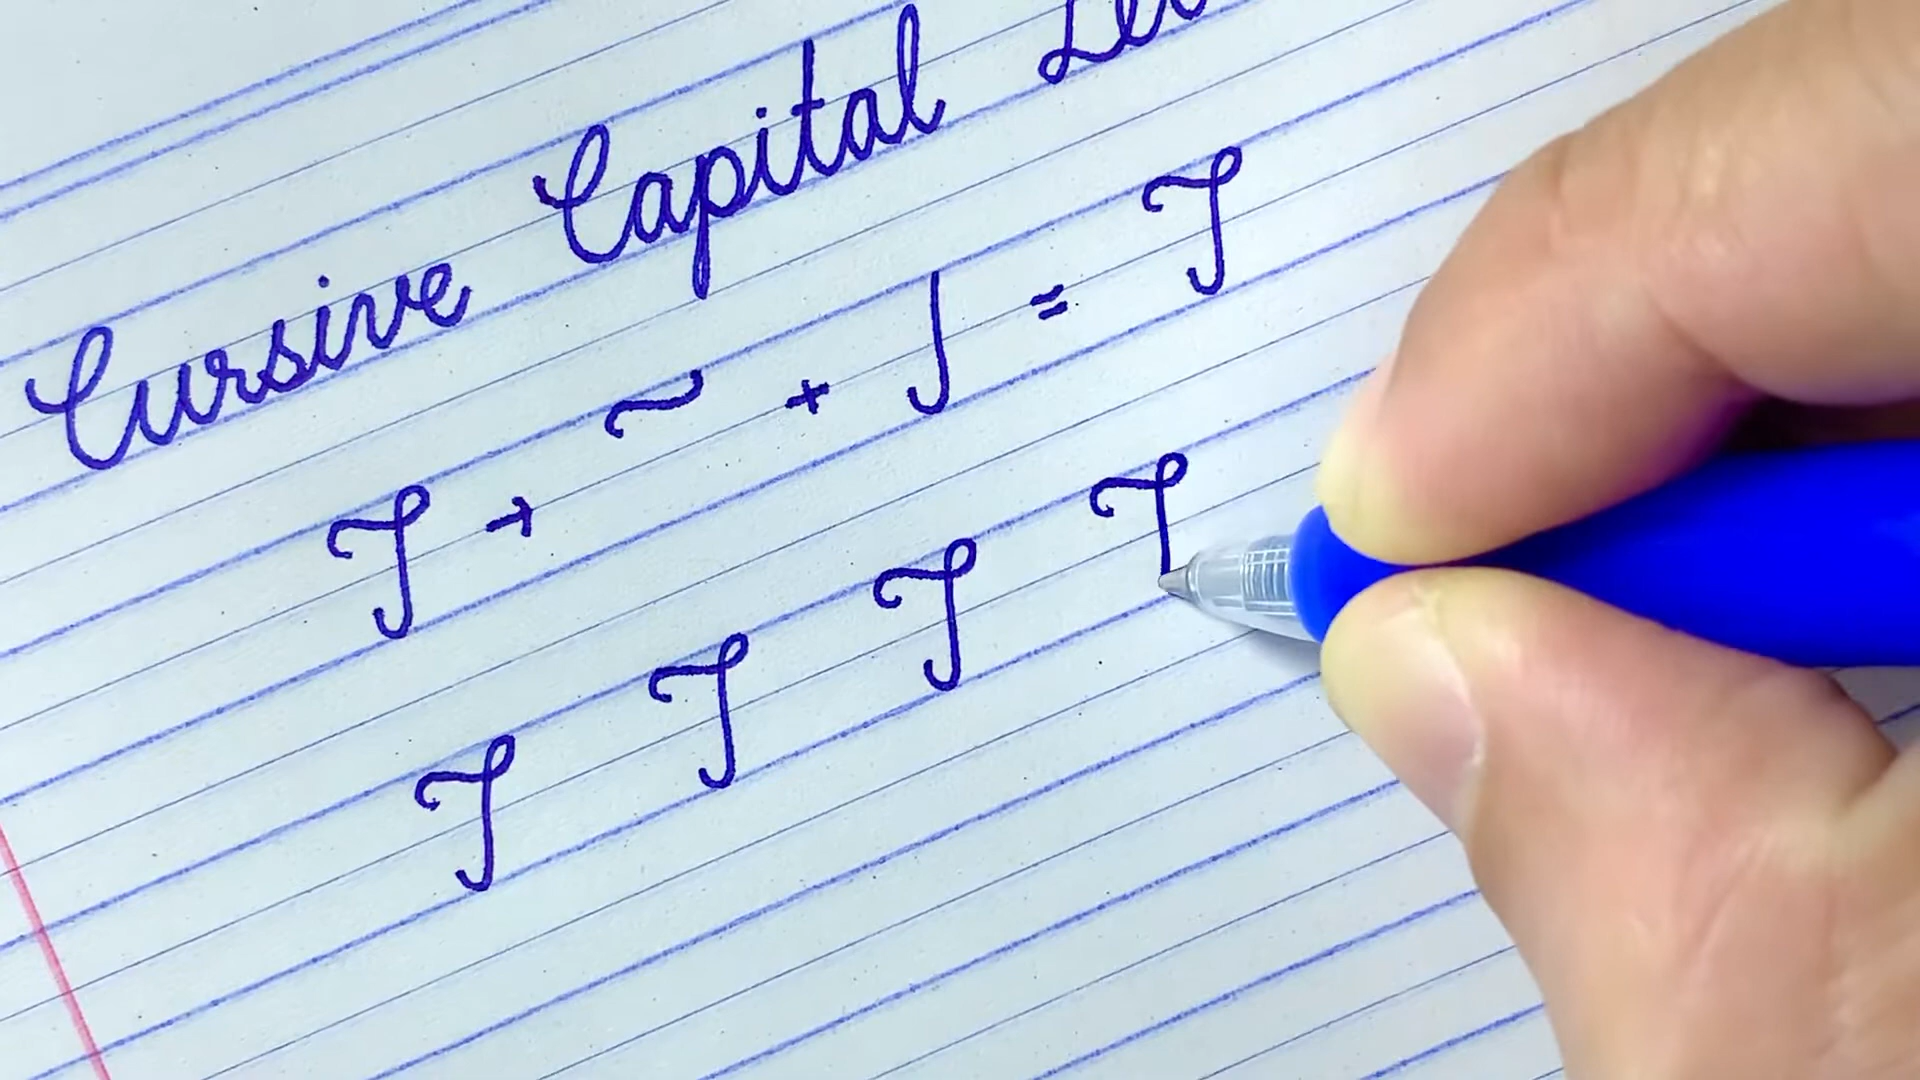 Cursive Capital
T → ~ + ⌡ = T
T T T T